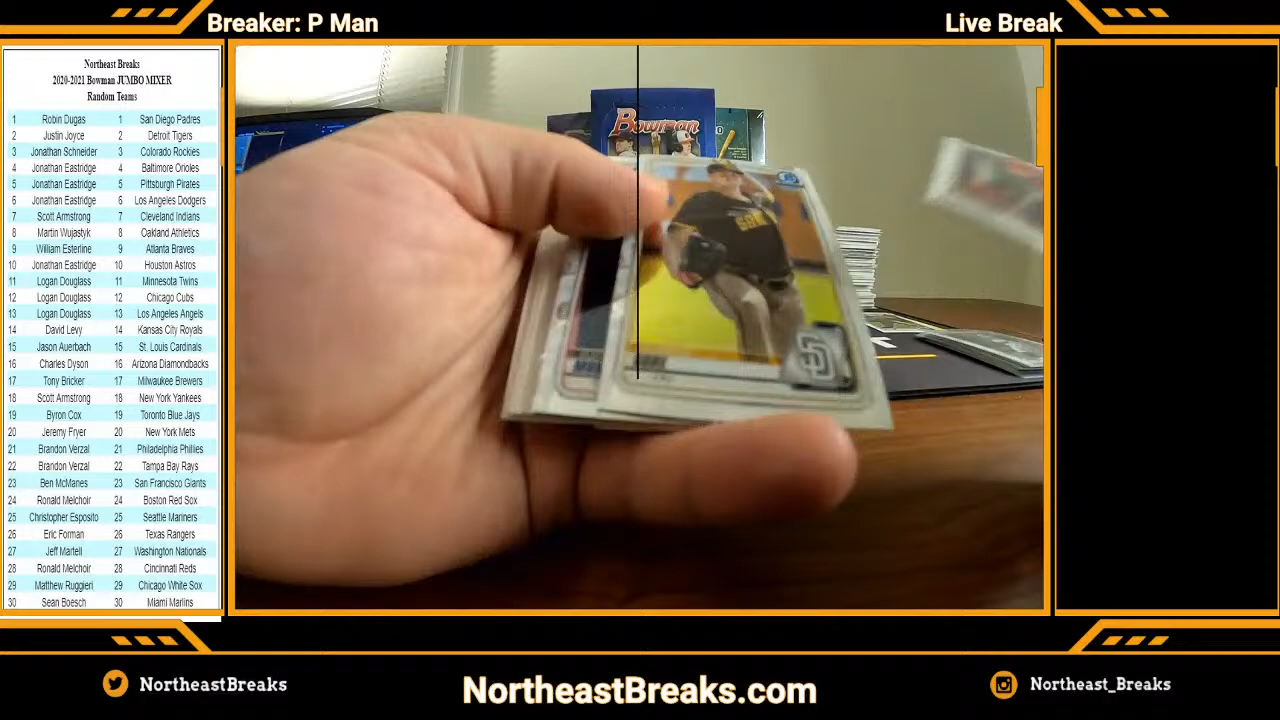 Breaker: P Man
Live Break
Northeast Breaks
2020-2021 Bowman JUMBO MIXER
Random Teams
1 Robin Dugas 1 San Diego Padres
2 Justin Joyce 2 Detroit Tigers
3 Jonathan Schneider 3 Colorado Rockies
4 Jonathan Eastridge 4 Baltimore Orioles
5 Jonathan Eastridge 5 Pittsburgh Pirates
6 Jonathan Eastridge 6 Los Angeles Dodgers
7 Scott Armstrong 7 Cleveland Indians
8 Martin Wujastyk 8 Oakland Athletics
9 William Esterline 9 Atlanta Braves
10 Jonathan Eastridge 10 Houston Astros
11 Logan Douglass 11 Minnesota Twins
12 Logan Douglass 12 Chicago Cubs
13 Logan Douglass 13 Los Angeles Angels
14 David Levy 14 Kansas City Royals
15 Jason Auerbach 15 St. Louis Cardinals
16 Charles Dyson 16 Arizona Diamondbacks
17 Tony Bricker 17 Milwaukee Brewers
18 Scott Armstrong 18 New York Yankees
19 Byron Cox 19 Toronto Blue Jays
20 Jeremy Fryer 20 New York Mets
21 Brandon Verzal 21 Philadelphia Phillies
22 Brandon Verzal 22 Tampa Bay Rays
23 Ben McManes 23 San Francisco Giants
24 Ronald Melchoir 24 Boston Red Sox
25 Christopher Esposito 25 Seattle Mariners
26 Eric Forman 26 Texas Rangers
27 Jeff Martell 27 Washington Nationals
28 Ronald Melchoir 28 Cincinnati Reds
29 Matthew Ruggieri 29 Chicago White Sox
30 Sean Boesch 30 Miami Marlins
Bowman
SD
NortheastBreaks
NortheastBreaks.com
Northeast_Breaks